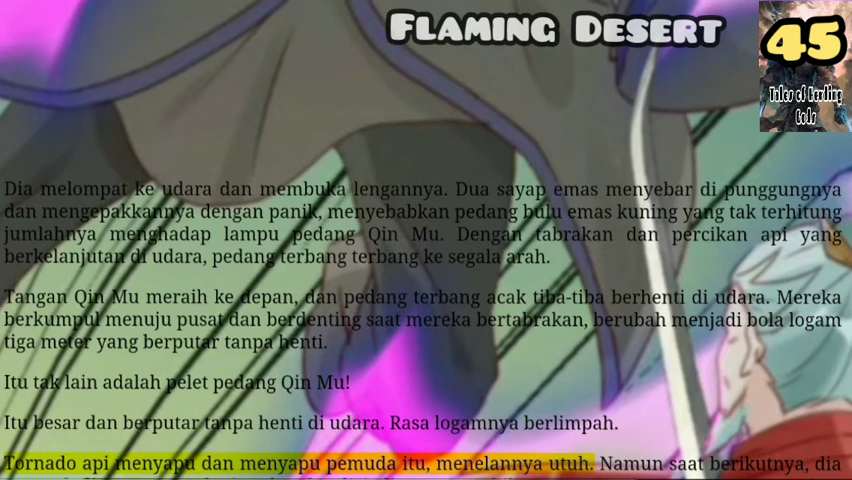 FLAMING DESERT
45
Tales of Herding
Gods
Dia melompat ke udara dan membuka lengannya. Dua sayap emas menyebar di punggungnya
dan mengepakkannya dengan panik, menyebabkan pedang bulu emas kuning yang tak terhitung
jumlahnya menghadap lampu pedang Qin Mu. Dengan tabrakan dan percikan api yang
berkelanjutan di udara, pedang terbang terbang ke segala arah.
Tangan Qin Mu meraih ke depan, dan pedang terbang acak tiba-tiba berhenti di udara. Mereka
berkumpul menuju pusat dan berdenting saat mereka bertabrakan, berubah menjadi bola logam
tiga meter yang berputar tanpa henti.
Itu tak lain adalah pelet pedang Qin Mu!
Itu besar dan berputar tanpa henti di udara. Rasa logamnya berlimpah.
Tornado api menyapu dan menyapu pemuda itu, menelannya utuh. Namun saat berikutnya, dia